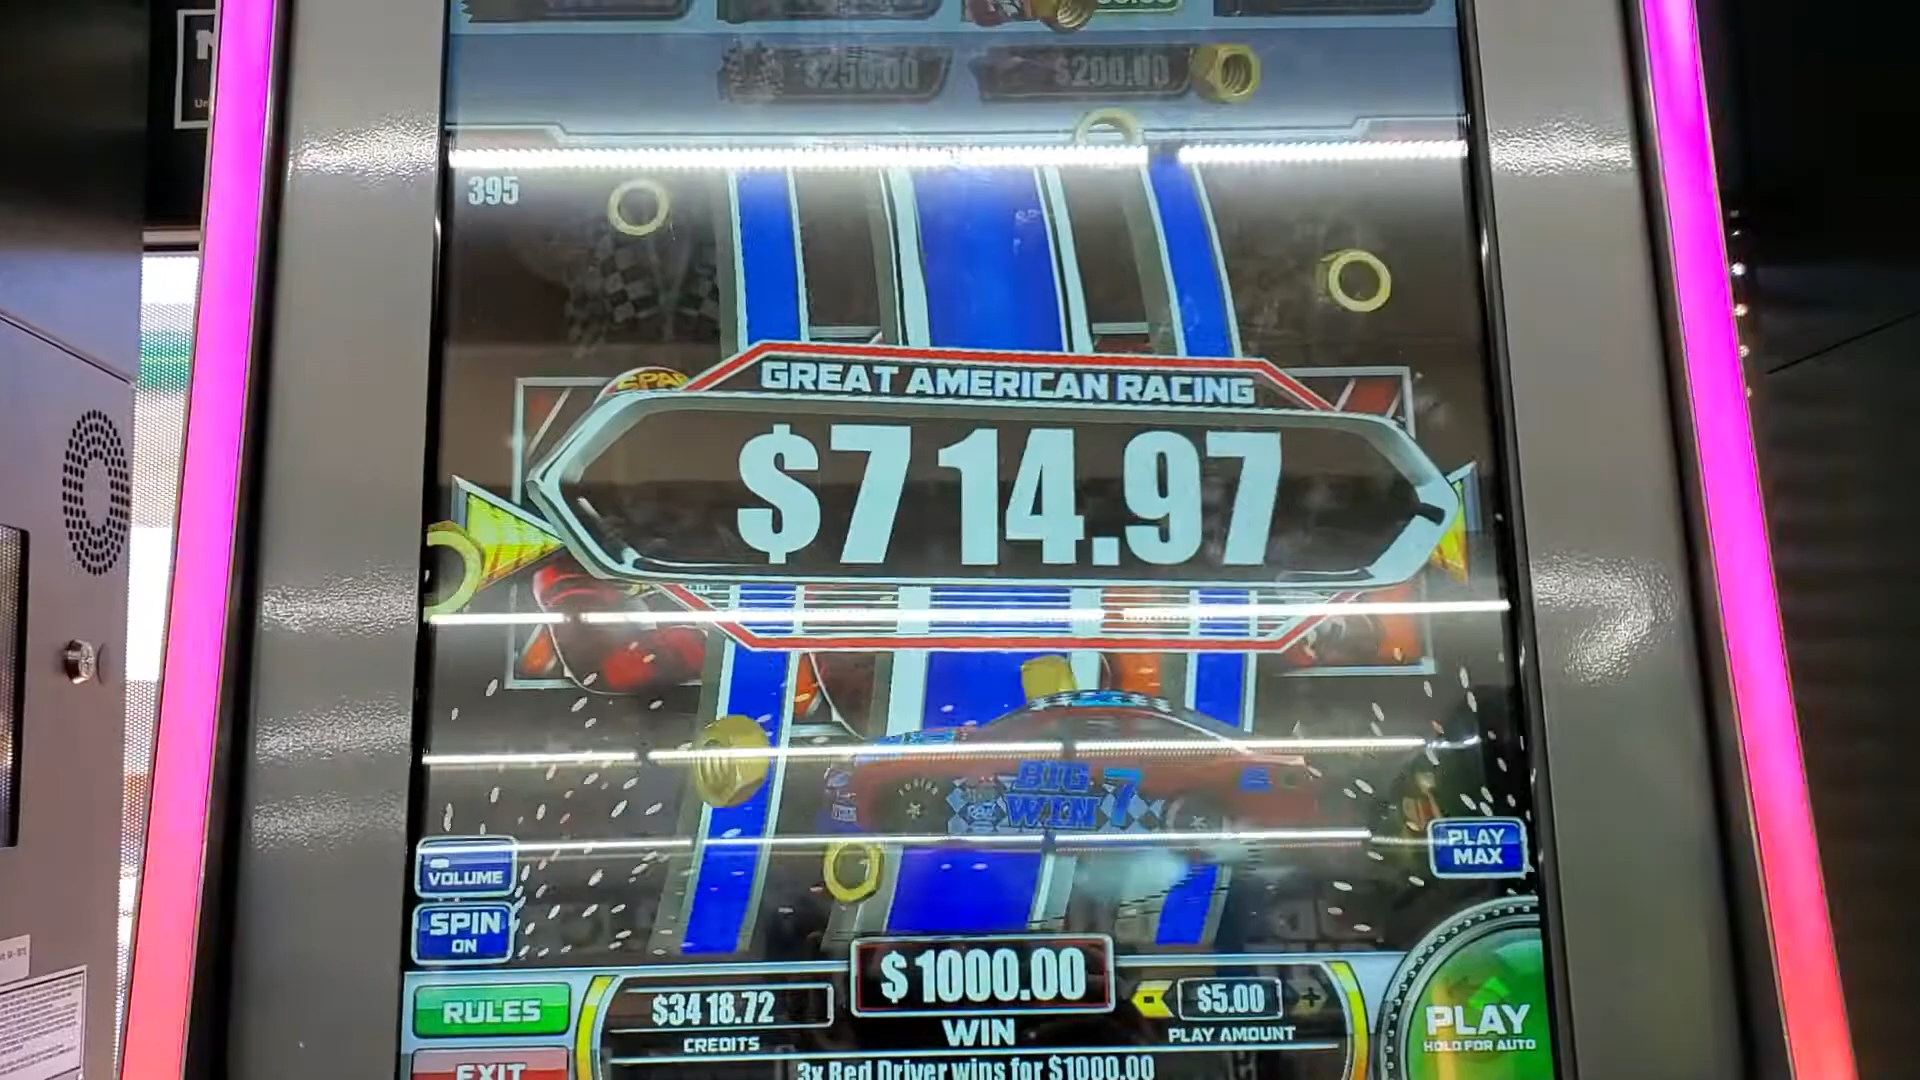 $250.00
$200.00
395
GREAT AMERICAN RACING
$714.97
BIG
WIN 7
PLAY
MAX
VOLUME
SPIN
ON
$1000.00
WIN
RULES
$3418.72
CREDITS
$5.00
PLAY AMOUNT
PLAY
HOLD FOR AUTO
EXIT
3x Red Driver wins for $1000.00